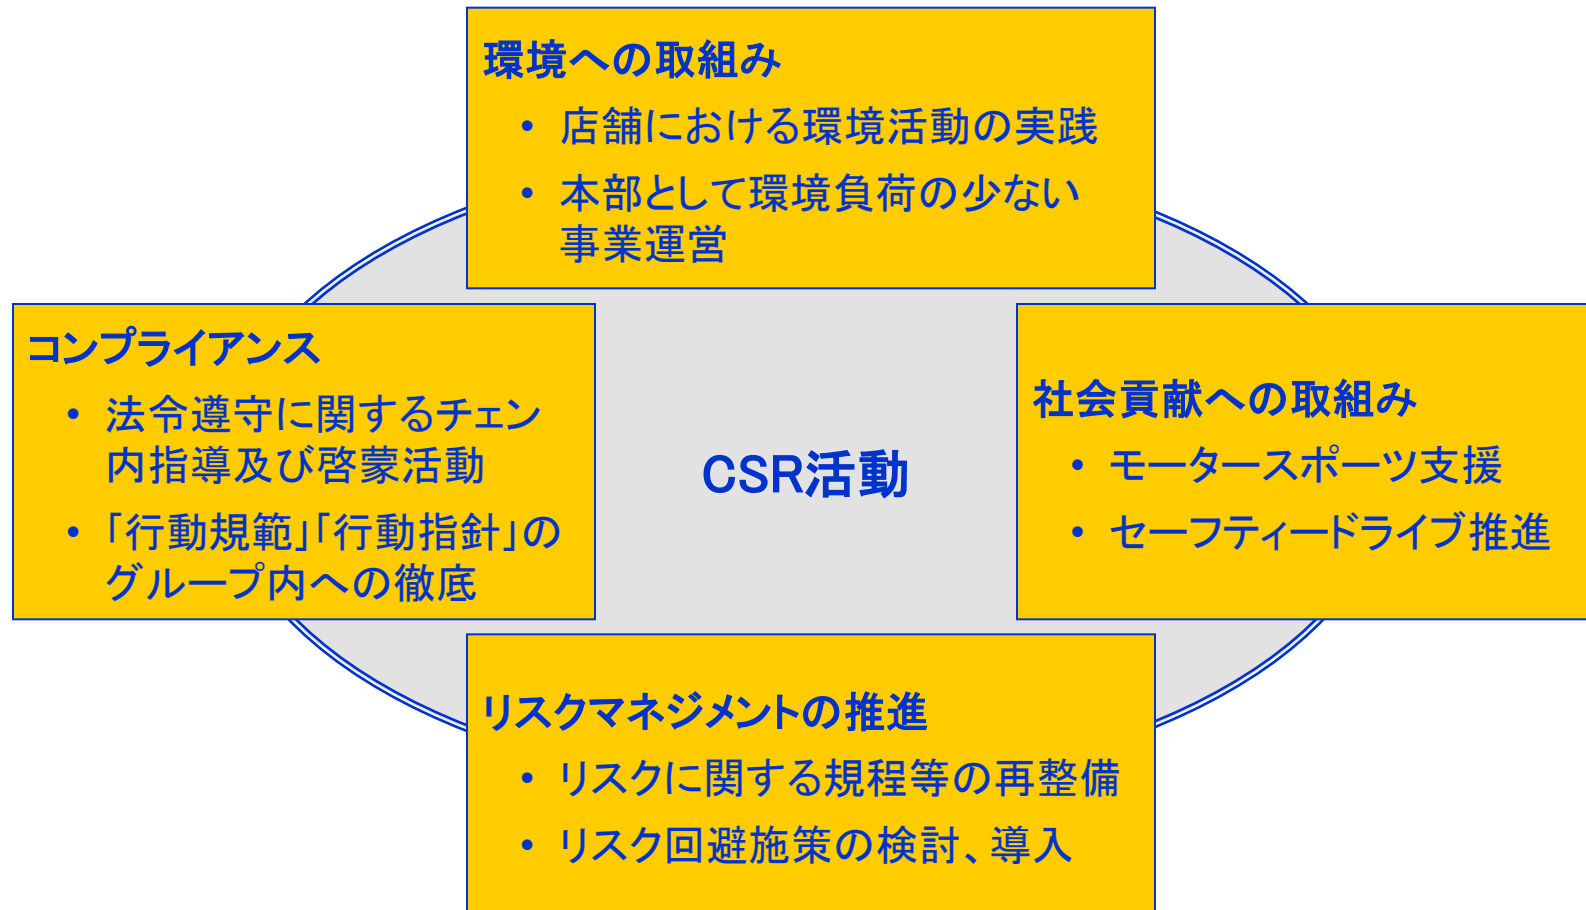 環境への取組み
• 店舗における環境活動の実践
• 本部として環境負荷の少ない
事業運営
コンプライアンス
• 法令遵守に関するチェン
内指導及び啓蒙活動
• 「行動規範」「行動指針」の
グループ内への徹底
CSR活動
社会貢献への取組み
• モータースポーツ支援
• セーフティードライブ推進
リスクマネジメントの推進
• リスクに関する規程等の再整備
• リスク回避施策の検討、導入